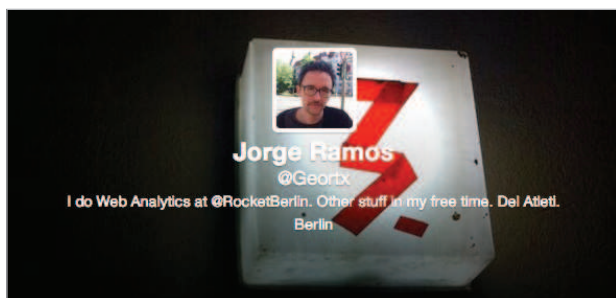 Jorge Ramos
@Geortx
I do Web Analytics at @RocketBerlin. Other stuff in my free time. Del Atleti.
Berlin